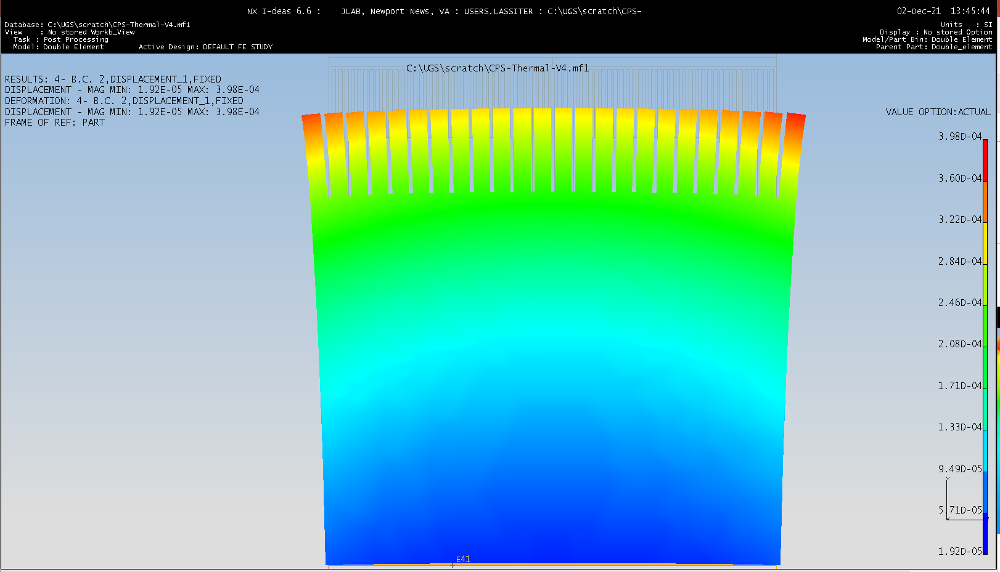 NX I-deas 6.6 :    JLAB, Newport News, VA : USERS.LASSITER : C:\UGS\scratch\CPS-
02-Dec-21  13:45:44
Database: C:\UGS\scratch\CPS-Thermal-V4.mf1
Units   : SI
View    : No stored Workb_View
Display : No stored Option
Task : Post Processing
Model/Part Bin: Double Element
Model: Double Element        Active Design: DEFAULT FE STUDY
Parent Part: Double_element
C:\UGS\scratch\CPS-Thermal-V4.mf1
RESULTS: 4- B.C. 2,DISPLACEMENT_1,FIXED
DISPLACEMENT - MAG MIN: 1.92E-05 MAX: 3.98E-04
DEFORMATION: 4- B.C. 2,DISPLACEMENT_1,FIXED
DISPLACEMENT - MAG MIN: 1.92E-05 MAX: 3.98E-04
FRAME OF REF: PART
VALUE OPTION:ACTUAL
3.98D-04
3.60D-04
3.22D-04
2.84D-04
2.46D-04
2.08D-04
1.71D-04
1.33D-04
9.49D-05
Y
5.71D-05
X
1.92D-05
E41